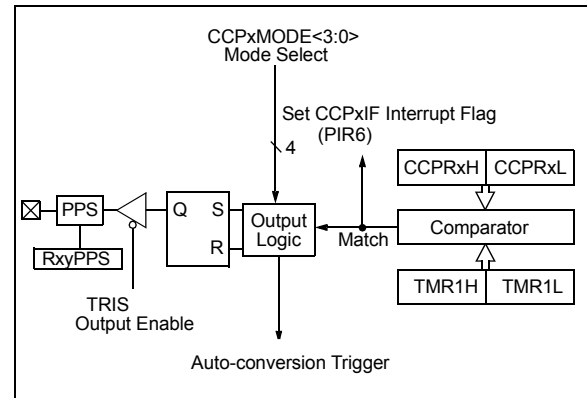 CCPxMODE<3:0>
Mode Select
Set CCPxIF Interrupt Flag
(PIR6)
4
CCPRxH CCPRxL
PPS
Q S
R
Output
Logic
Match
Comparator
RxyPPS
TMR1H TMR1L
TRIS
Output Enable
Auto-conversion Trigger